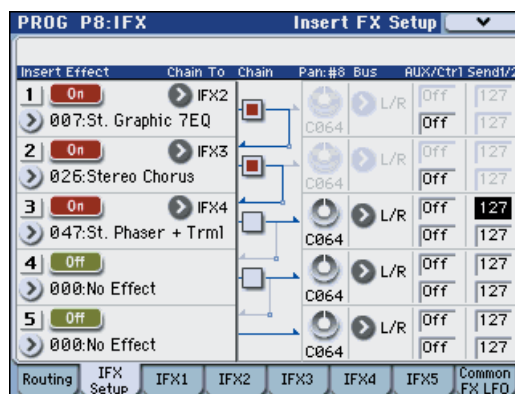 PROG P8:IFX Insert FX Setup
Insert Effect Chain To Chain Pan:#8 Bus AUX/Ctrl Send1/2
1 On IFX2 L/R Off 127
007:St. Graphic 7EQ C064 Off 127
2 On IFX3 L/R Off 127
026:Stereo Chorus C064 Off 127
3 On IFX4 L/R Off 127
047:St. Phaser + Trml C064 Off 127
4 Off L/R Off 127
000:No Effect C064 Off 127
5 Off L/R Off 127
000:No Effect C064 Off 127
Routing IFX Setup IFX1 IFX2 IFX3 IFX4 IFX5 Common FX LFO